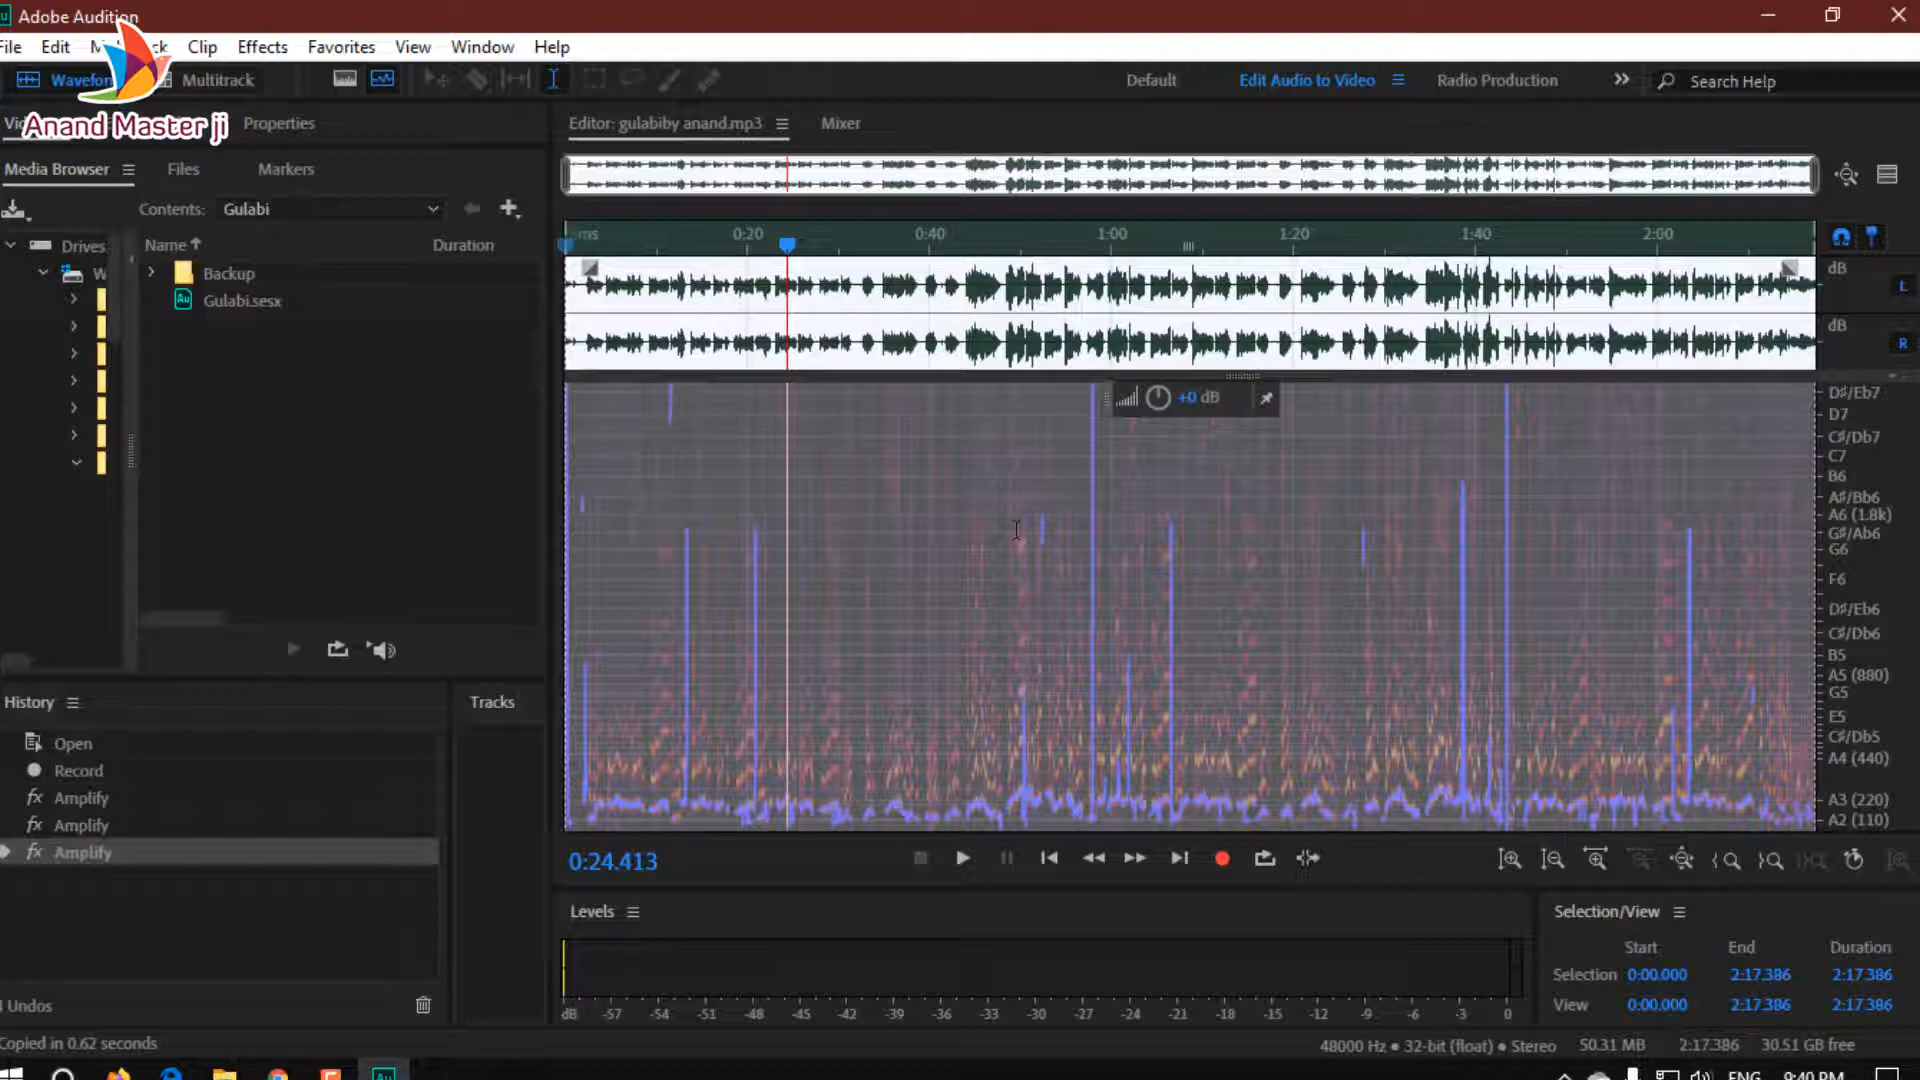 Adobe Audition
File Edit Clip Effects Favorites View Window Help
Multitrack Default Edit Audio to Video Radio Production Search Help
Anand Master ji
Properties Editor: gulabiby anand.mp3 Mixer
Media Browser Files Markers
Contents: Gulabi
Drives Name Duration
W Backup
Gulabi.sesx
ms 0:20 0:40 1:00 1:20 1:40 2:00
dB
L
dB
R
+0 dB
D♯/Eb7
D7
C♯/Db7
C7
B6
A♯/Bb6
A6 (1.8k)
G♯/Ab6
G6
F6
D♯/Eb6
C♯/Db6
B5
A5 (880)
G5
E5
C♯/Db5
A4 (440)
A3 (220)
A2 (110)
History Tracks
Open
Record
fx Amplify
fx Amplify
fx Amplify
Undos
0:24.413
Levels
dB -57 -54 -51 -48 -45 -42 -39 -36 -33 -30 -27 -24 -21 -18 -15 -12 -9 -6 -3 0
Selection/View
Start End Duration
Selection 0:00.000 2:17.386 2:17.386
View 0:00.000 2:17.386 2:17.386
Copied in 0.62 seconds
48000 Hz ● 32-bit (float) ● Stereo 50.31 MB 2:17.386 30.51 GB free
ENG 9:40 PM